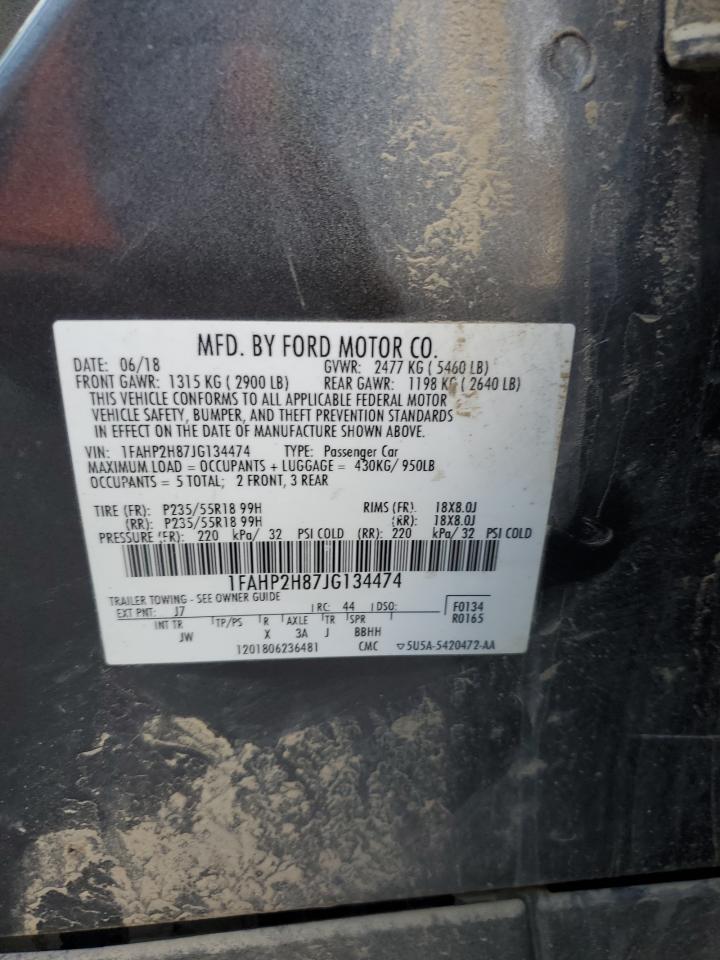 MFD. BY FORD MOTOR CO.
DATE: 06/18 GVWR: 2477 KG ( 5460 LB)
FRONT GAWR: 1315 KG ( 2900 LB) REAR GAWR: 1198 KG ( 2640 LB)
THIS VEHICLE CONFORMS TO ALL APPLICABLE FEDERAL MOTOR
VEHICLE SAFETY, BUMPER, AND THEFT PREVENTION STANDARDS
IN EFFECT ON THE DATE OF MANUFACTURE SHOWN ABOVE.
VIN: 1FAHP2H87JG134474 TYPE: Passenger Car
MAXIMUM LOAD = OCCUPANTS + LUGGAGE = 430KG/ 950LB
OCCUPANTS = 5 TOTAL; 2 FRONT, 3 REAR
TIRE (FR): P235/55R18 99H RIMS (FR): 18X8.0J
(RR): P235/55R18 99H (RR): 18X8.0J
PRESSURE (FR): 220 kPa/ 32 PSI COLD (RR): 220 kPa/ 32 PSI COLD
1FAHP2H87JG134474
TRAILER TOWING - SEE OWNER GUIDE
EXT PNT: J7 RC: 44 DSO: F0134
R0165
INT TR TP/PS R AXLE TR SPR
JW X 3A J BBHH
1201806236481 CMC ▽5U5A-5420472-AA